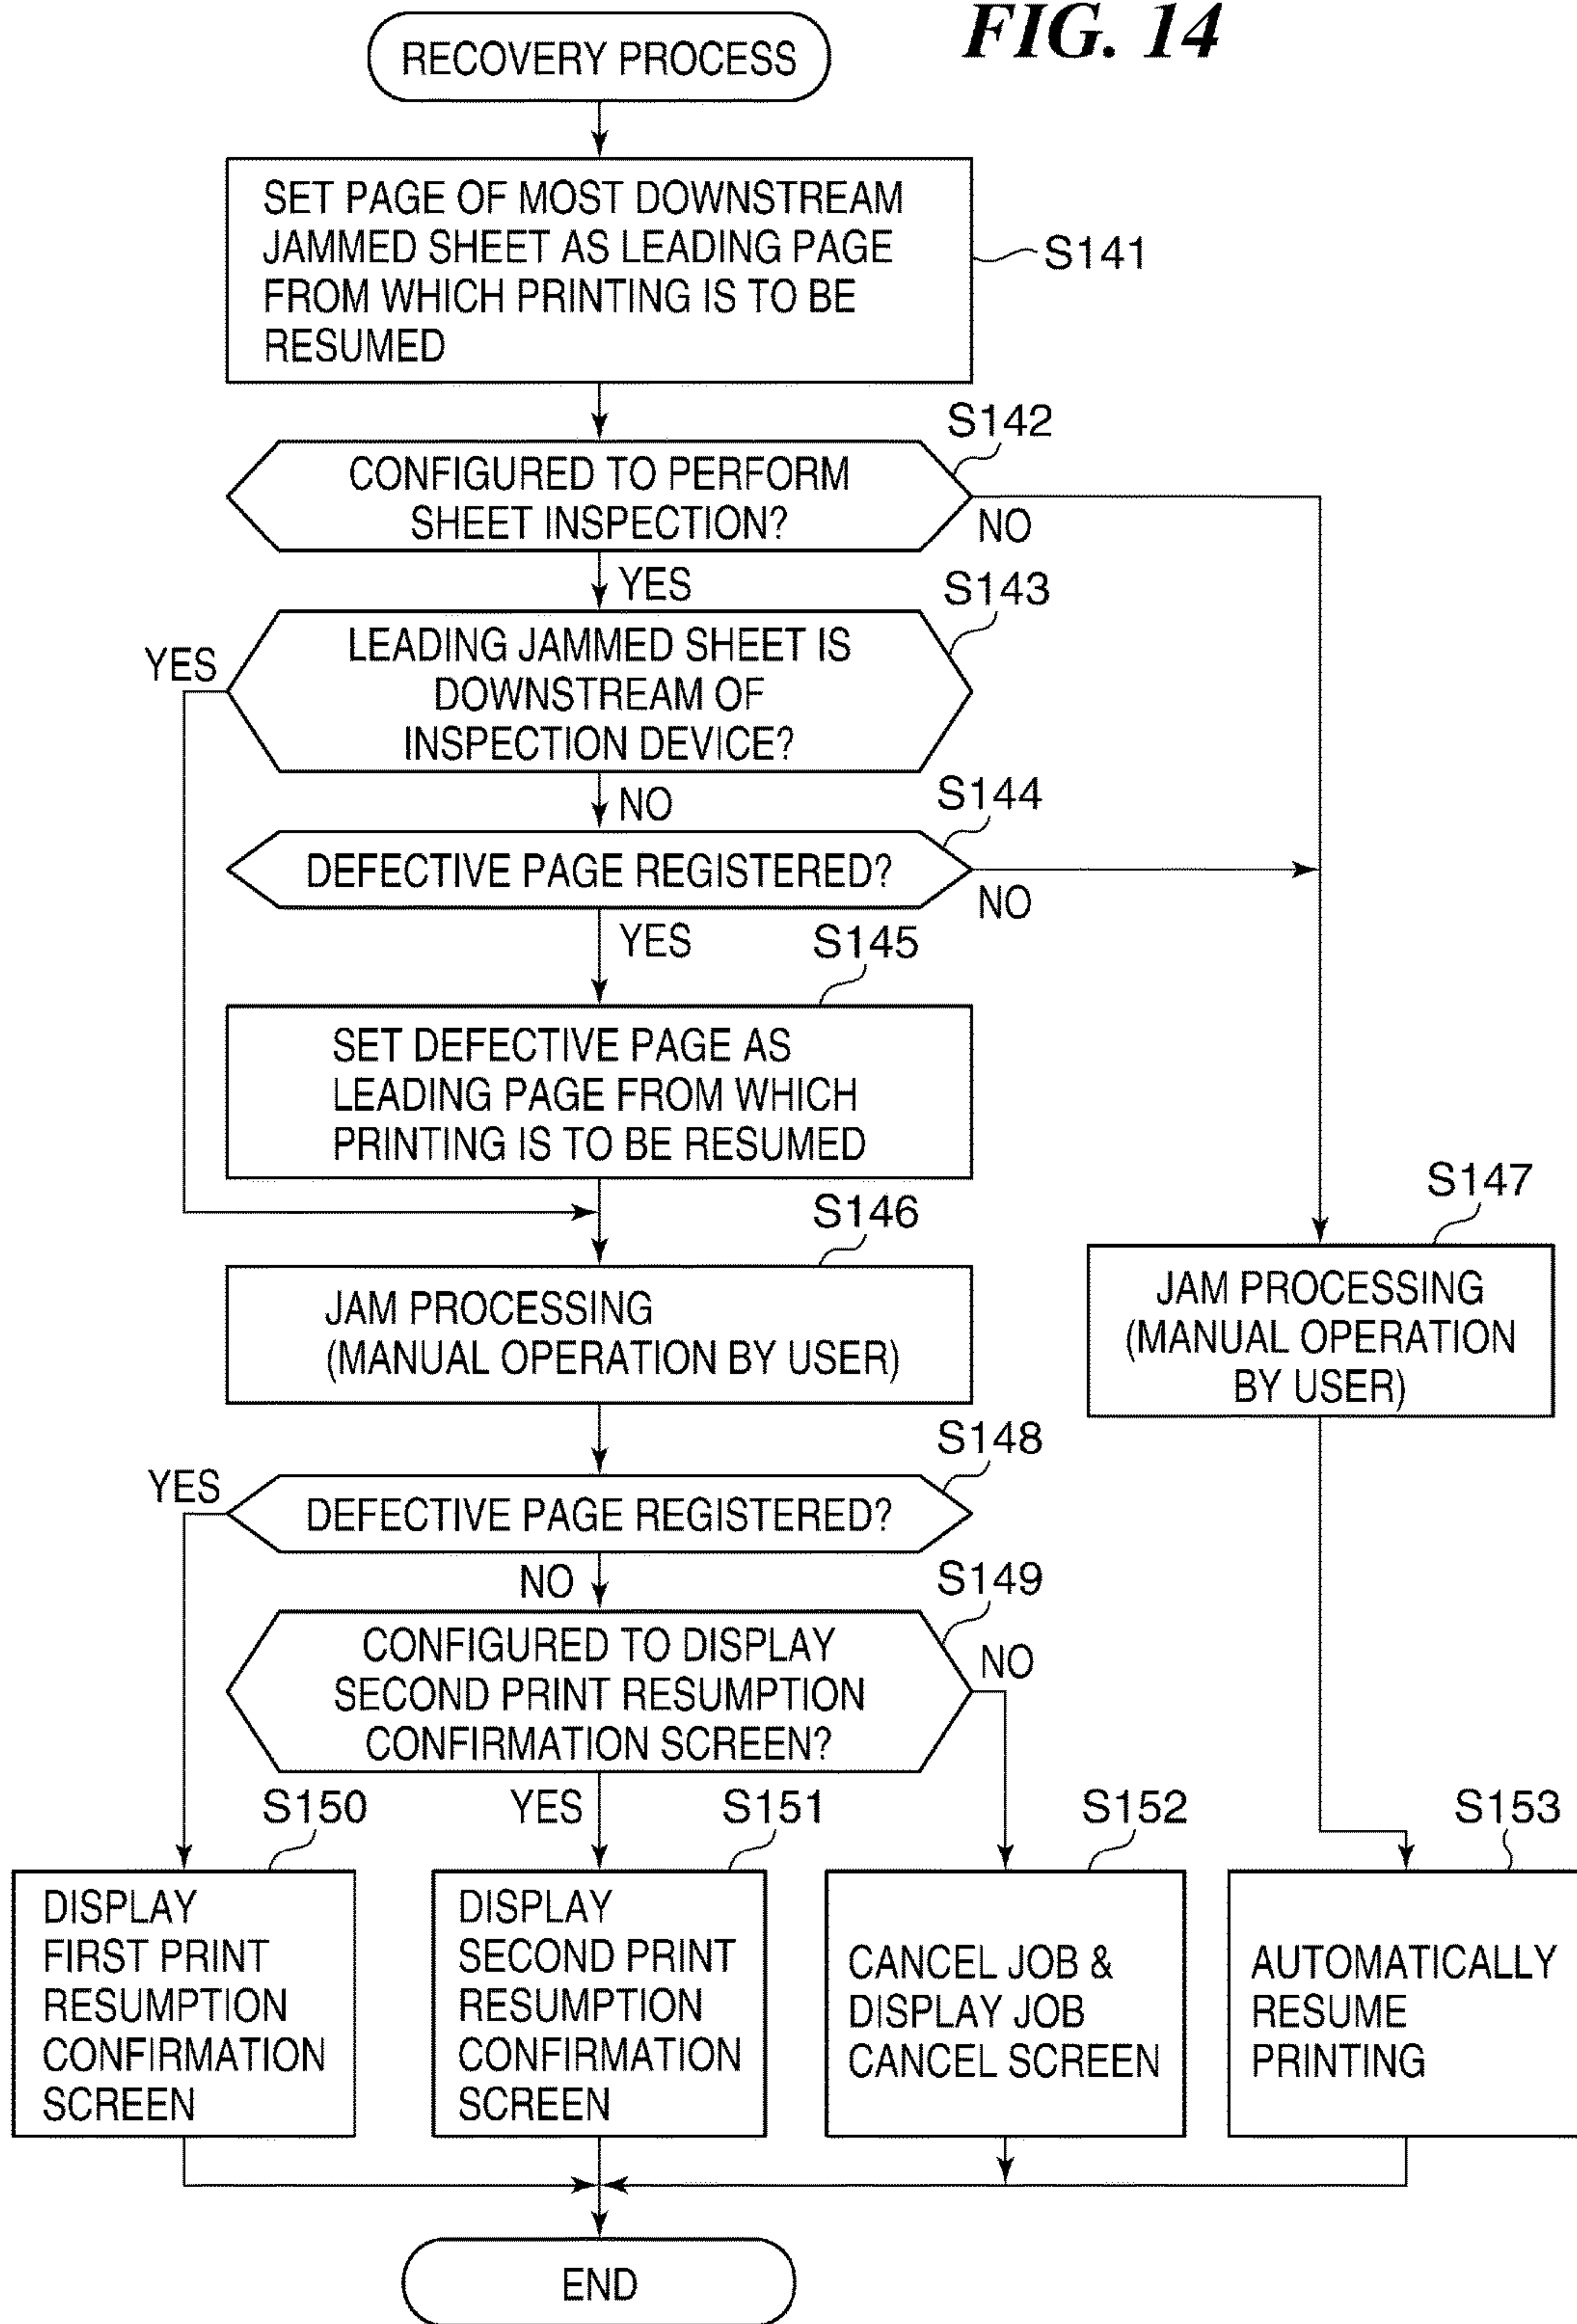 FIG. 14
RECOVERY PROCESS
SET PAGE OF MOST DOWNSTREAM
JAMMED SHEET AS LEADING PAGE
FROM WHICH PRINTING IS TO BE
RESUMED
S141
S142
CONFIGURED TO PERFORM
SHEET INSPECTION?
NO
YES
S143
YES
LEADING JAMMED SHEET IS
DOWNSTREAM OF
INSPECTION DEVICE?
NO
S144
DEFECTIVE PAGE REGISTERED?
NO
YES
S145
SET DEFECTIVE PAGE AS
LEADING PAGE FROM WHICH
PRINTING IS TO BE RESUMED
S146
JAM PROCESSING
(MANUAL OPERATION BY USER)
S147
JAM PROCESSING
(MANUAL OPERATION
BY USER)
S148
YES
DEFECTIVE PAGE REGISTERED?
NO
S149
CONFIGURED TO DISPLAY
SECOND PRINT RESUMPTION
CONFIRMATION SCREEN?
NO
YES
S150
DISPLAY
FIRST PRINT
RESUMPTION
CONFIRMATION
SCREEN
S151
DISPLAY
SECOND PRINT
RESUMPTION
CONFIRMATION
SCREEN
S152
CANCEL JOB &
DISPLAY JOB
CANCEL SCREEN
S153
AUTOMATICALLY
RESUME
PRINTING
END